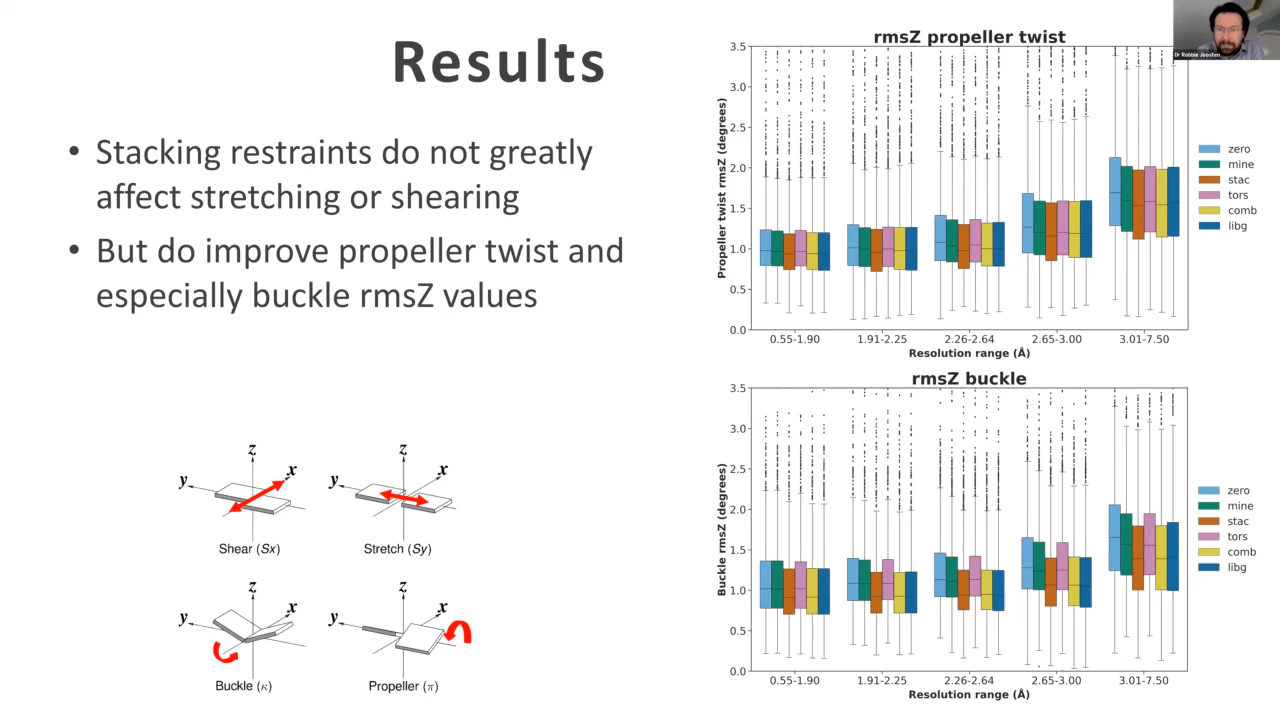 Results
• Stacking restraints do not greatly
affect stretching or shearing
• But do improve propeller twist and
especially buckle rmsZ values
z
y
x
Shear (Sx)
z
y
x
Stretch (Sy)
z
y
x
Buckle (κ)
z
y
x
Propeller (π)
rmsZ propeller twist
Propeller twist rmsZ (degrees)
3.5
3.0
2.5
2.0
1.5
1.0
0.5
0.0
0.55-1.90 1.91-2.25 2.26-2.64 2.65-3.00 3.01-7.50
Resolution range (Å)
zero
mine
stac
tors
comb
libg
rmsZ buckle
Buckle rmsZ (degrees)
3.5
3.0
2.5
2.0
1.5
1.0
0.5
0.0
0.55-1.90 1.91-2.25 2.26-2.64 2.65-3.00 3.01-7.50
Resolution range (Å)
zero
mine
stac
tors
comb
libg
Dr Robbie Joosten